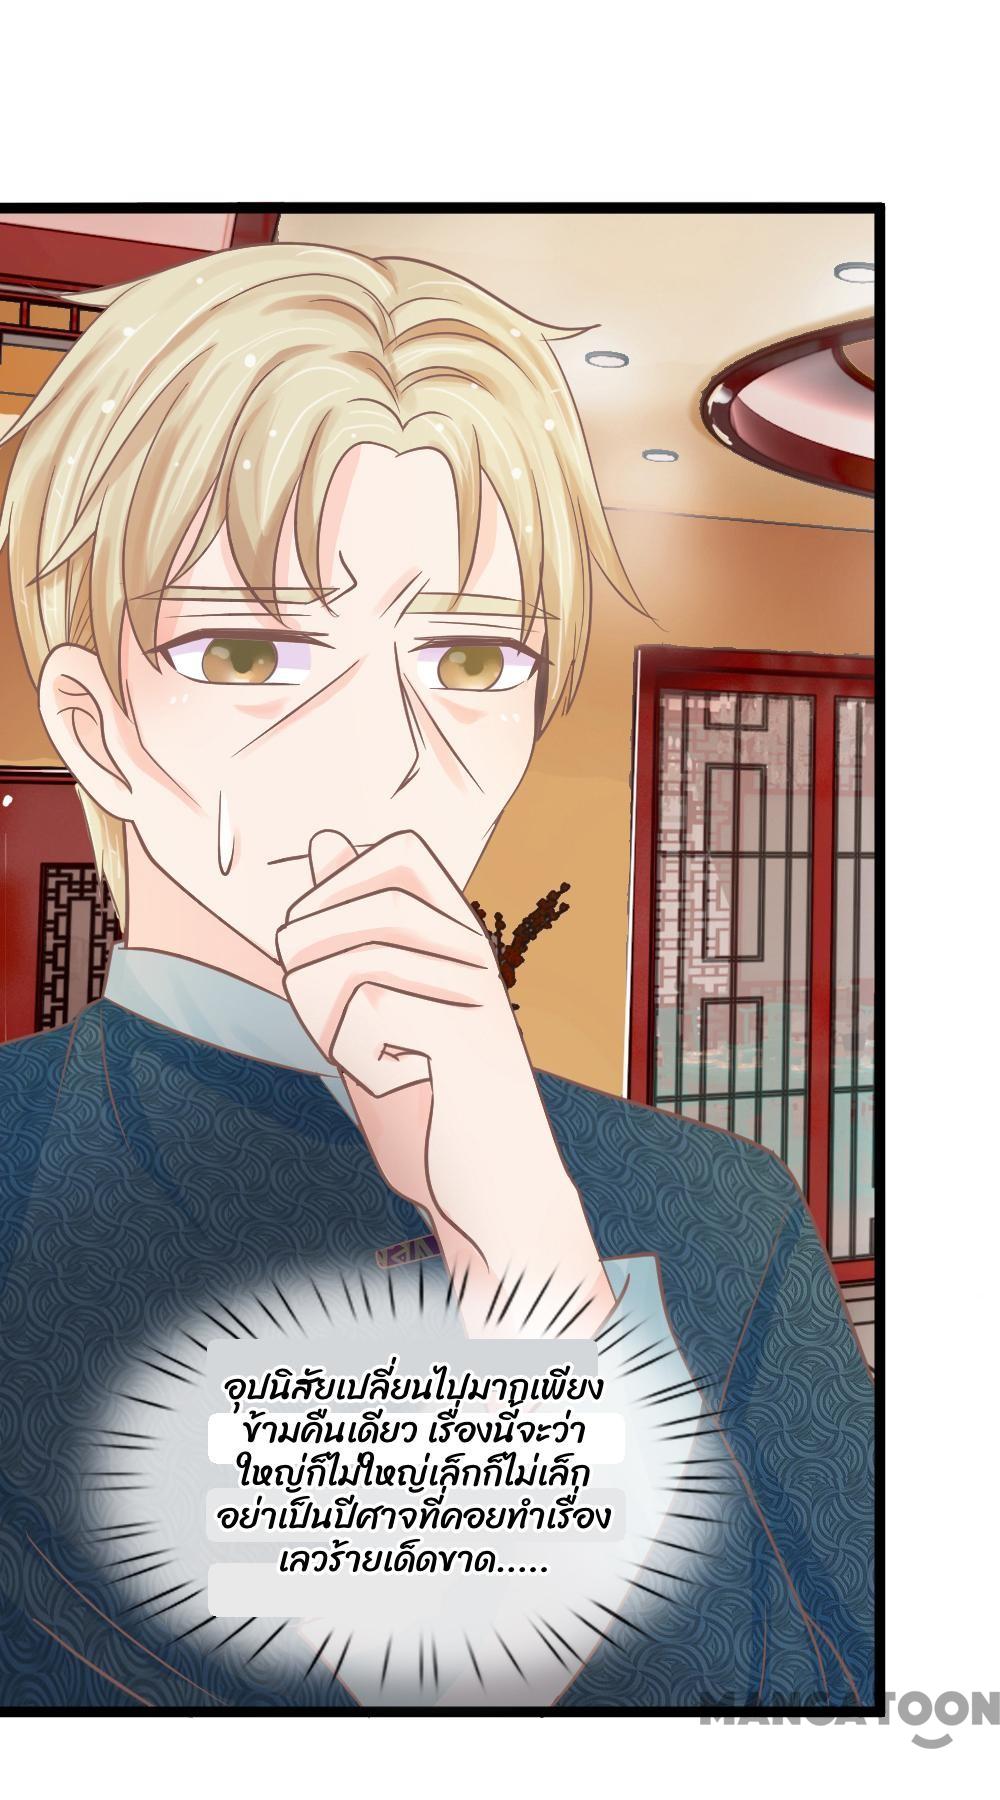 อุปนิสัยเปลี่ยนไปมากเพียง
ข้ามคืนเดียว เรื่องนี้จะว่า
ใหญ่ก็ไม่ใหญ่เล็กก็ไม่เล็ก
อย่าเป็นปีศาจที่คอยทำเรื่อง
เลวร้ายเด็ดขาด.....
MANGATOON